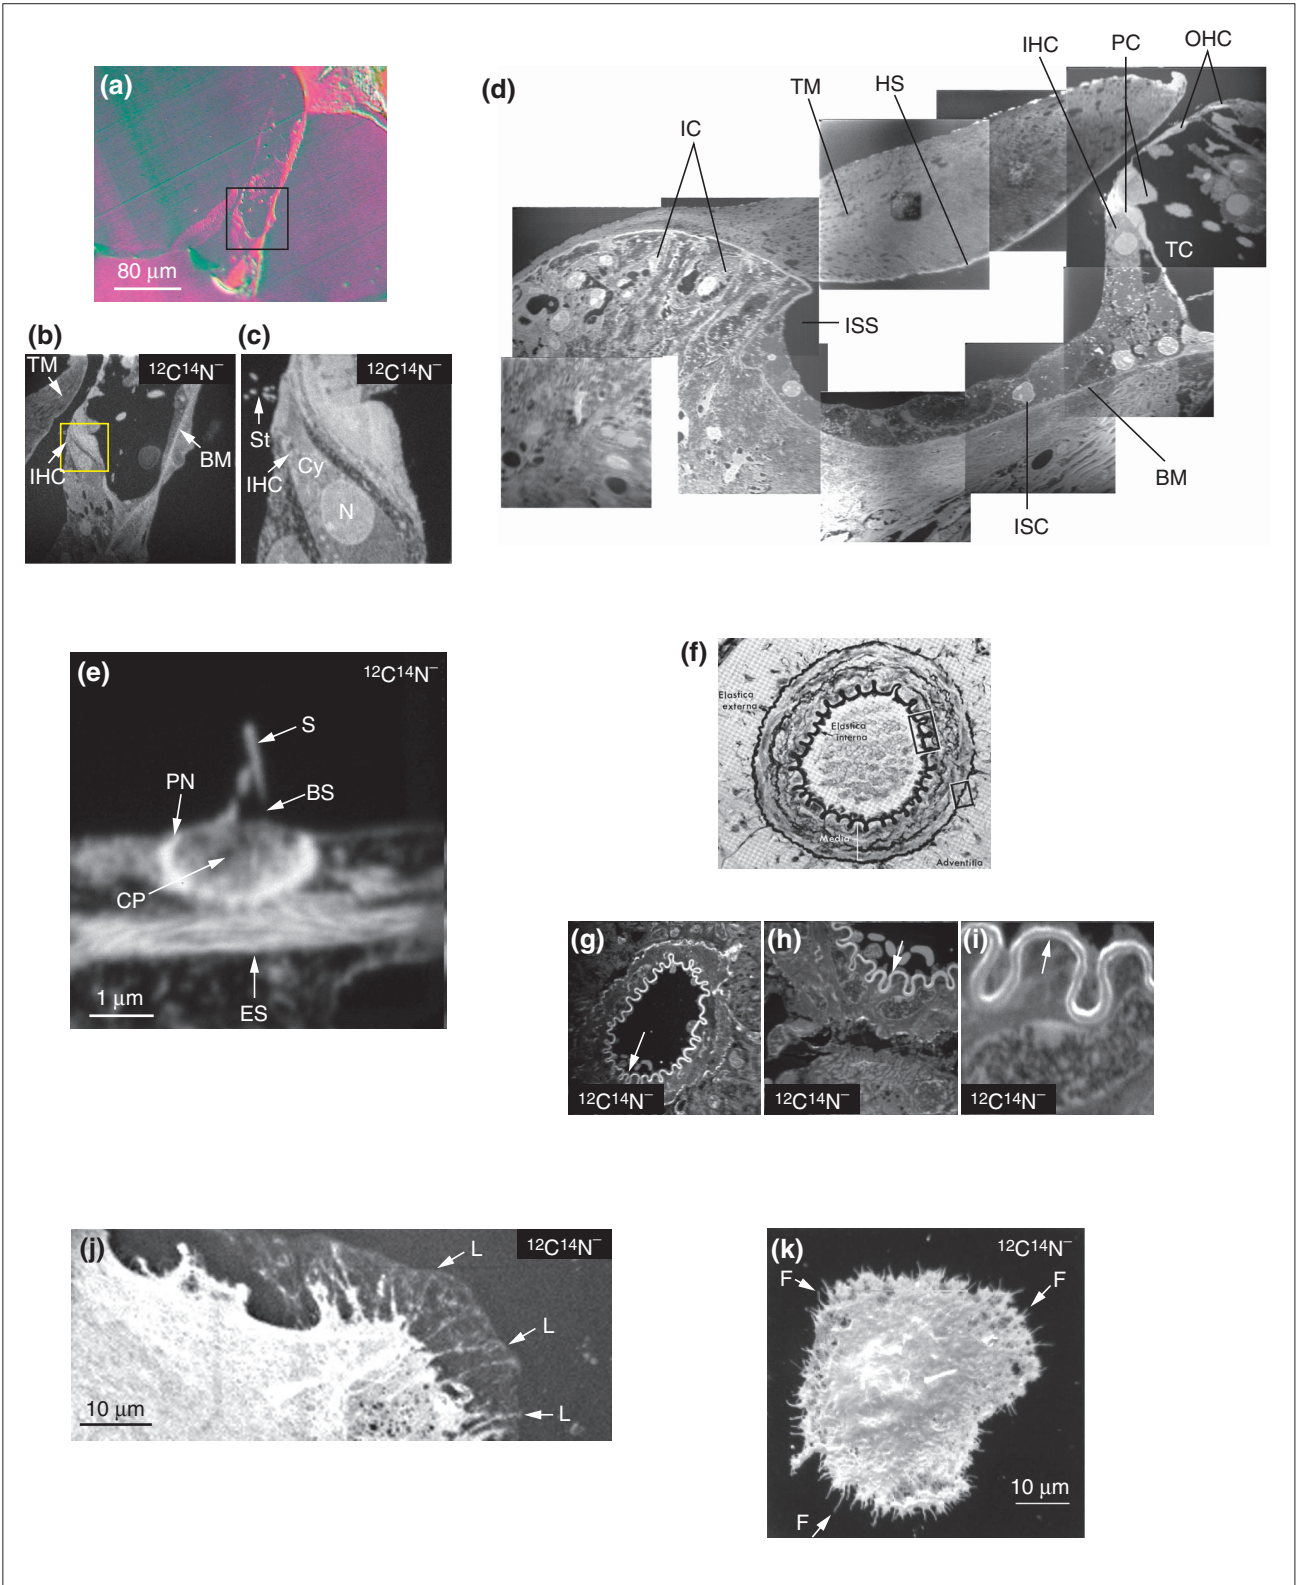 (a)
80 μm
(b)
TM
¹²C¹⁴N⁻
IHC
BM
(c)
¹²C¹⁴N⁻
St
IHC
Cy
N
(d)
IC
TM
HS
IHC
PC
OHC
TC
ISS
BM
ISC
(e)
¹²C¹⁴N⁻
S
PN
BS
CP
1 μm
ES
(f)
Elastica
externa
Elastica
interna
Media
Adventitia
(g)
¹²C¹⁴N⁻
(h)
¹²C¹⁴N⁻
(i)
¹²C¹⁴N⁻
(j)
¹²C¹⁴N⁻
L
L
L
10 μm
(k)
¹²C¹⁴N⁻
F
F
F
10 μm